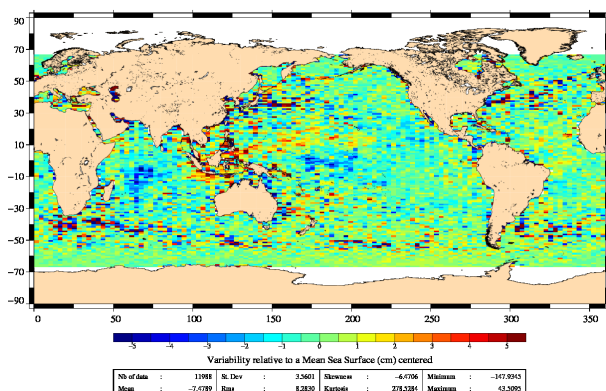 90
70
50
30
10
−10
−30
−50
−70
−90
0 50 100 150 200 250 300 350
−5 −4 −3 −2 −1 0 1 2 3 4 5
Variability relative to a Mean Sea Surface (cm) centered
Nb of data : 11988 St. Dev : 3.5601 Skewness : −6.4706 Minimum : −147.9345
Mean : −7.4789 Rms : 8.2830 Kurtosis : 278.5284 Maximum : 43.5095